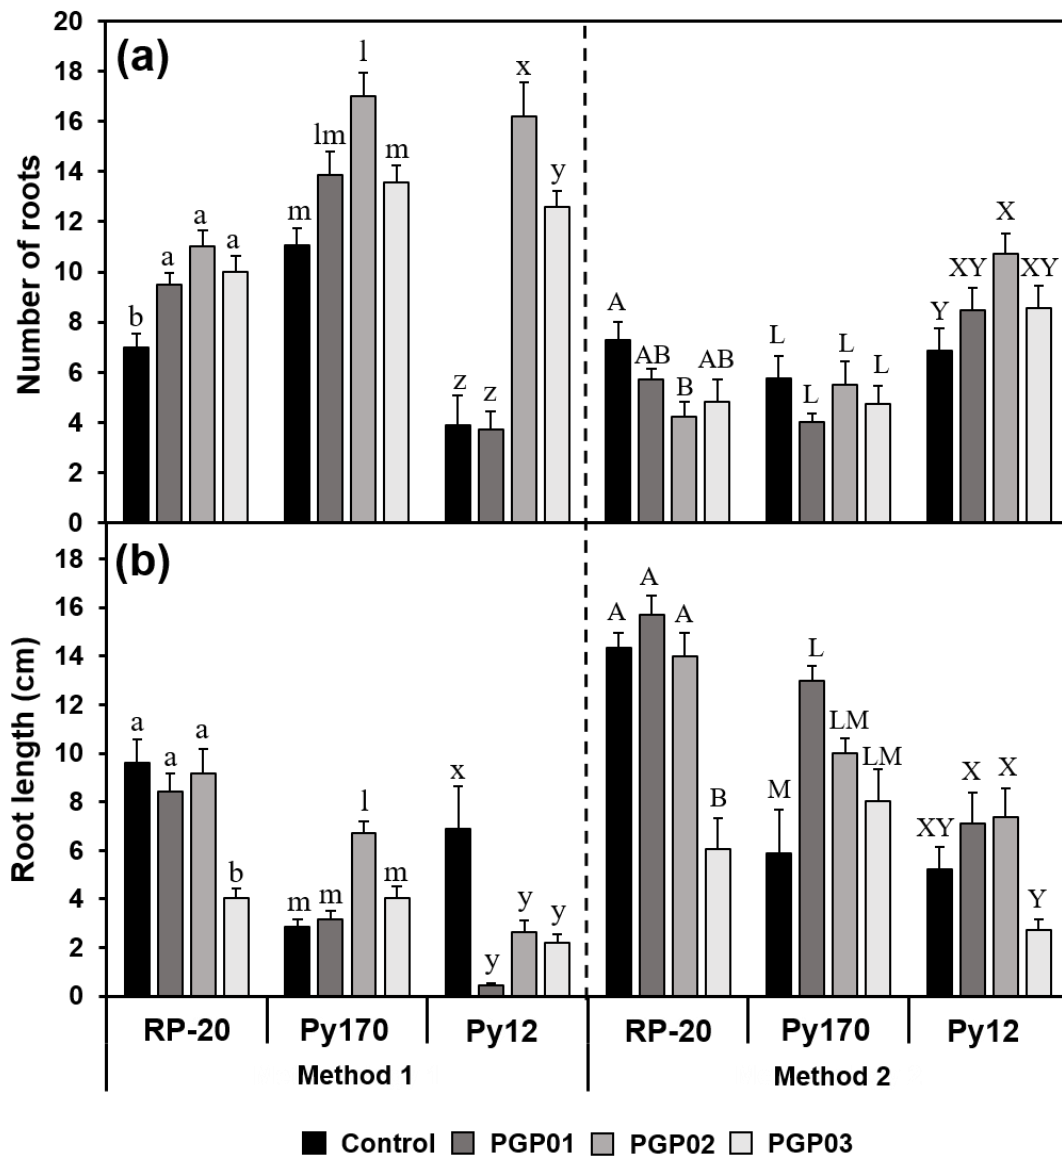 (a)
Number of roots
20
18
16
14
12
10
8
6
4
2
0
b a a a m lm l m z z x y A AB B AB L L L L Y XY X XY
(b)
Root length (cm)
18
16
14
12
10
8
6
4
2
0
a a a b m m l m x y y y A A A B M L LM LM XY X X Y
RP-20 Py170 Py12 RP-20 Py170 Py12
Method 1 Method 2
Control PGP01 PGP02 PGP03